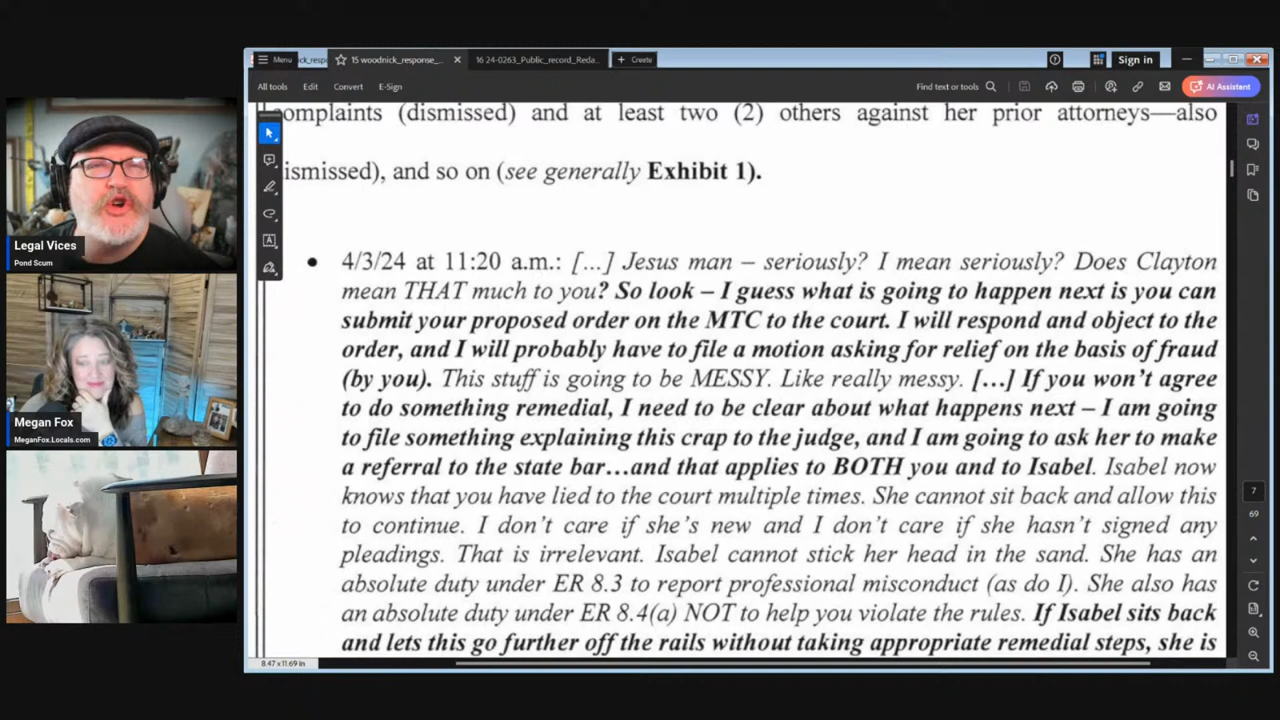 Menu
15 woodnick_response_...
16 24-0263_Public_record_Reda...
Create
Sign in
All tools
Edit
Convert
E-Sign
Find text or tools
AI Assistant
complaints (dismissed) and at least two (2) others against her prior attorneys—also
ismissed), and so on (see generally Exhibit 1).
• 4/3/24 at 11:20 a.m.: [...] Jesus man – seriously? I mean seriously? Does Clayton
mean THAT much to you? So look – I guess what is going to happen next is you can
submit your proposed order on the MTC to the court. I will respond and object to the
order, and I will probably have to file a motion asking for relief on the basis of fraud
(by you). This stuff is going to be MESSY. Like really messy. [...] If you won't agree
to do something remedial, I need to be clear about what happens next – I am going
to file something explaining this crap to the judge, and I am going to ask her to make
a referral to the state bar...and that applies to BOTH you and to Isabel. Isabel now
knows that you have lied to the court multiple times. She cannot sit back and allow this
to continue. I don't care if she's new and I don't care if she hasn't signed any
pleadings. That is irrelevant. Isabel cannot stick her head in the sand. She has an
absolute duty under ER 8.3 to report professional misconduct (as do I). She also has
an absolute duty under ER 8.4(a) NOT to help you violate the rules. If Isabel sits back
and lets this go further off the rails without taking appropriate remedial steps, she is
8.47 x 11.69 in
7
69
Legal Vices
Pond Scum
Megan Fox
MeganFox.Locals.com